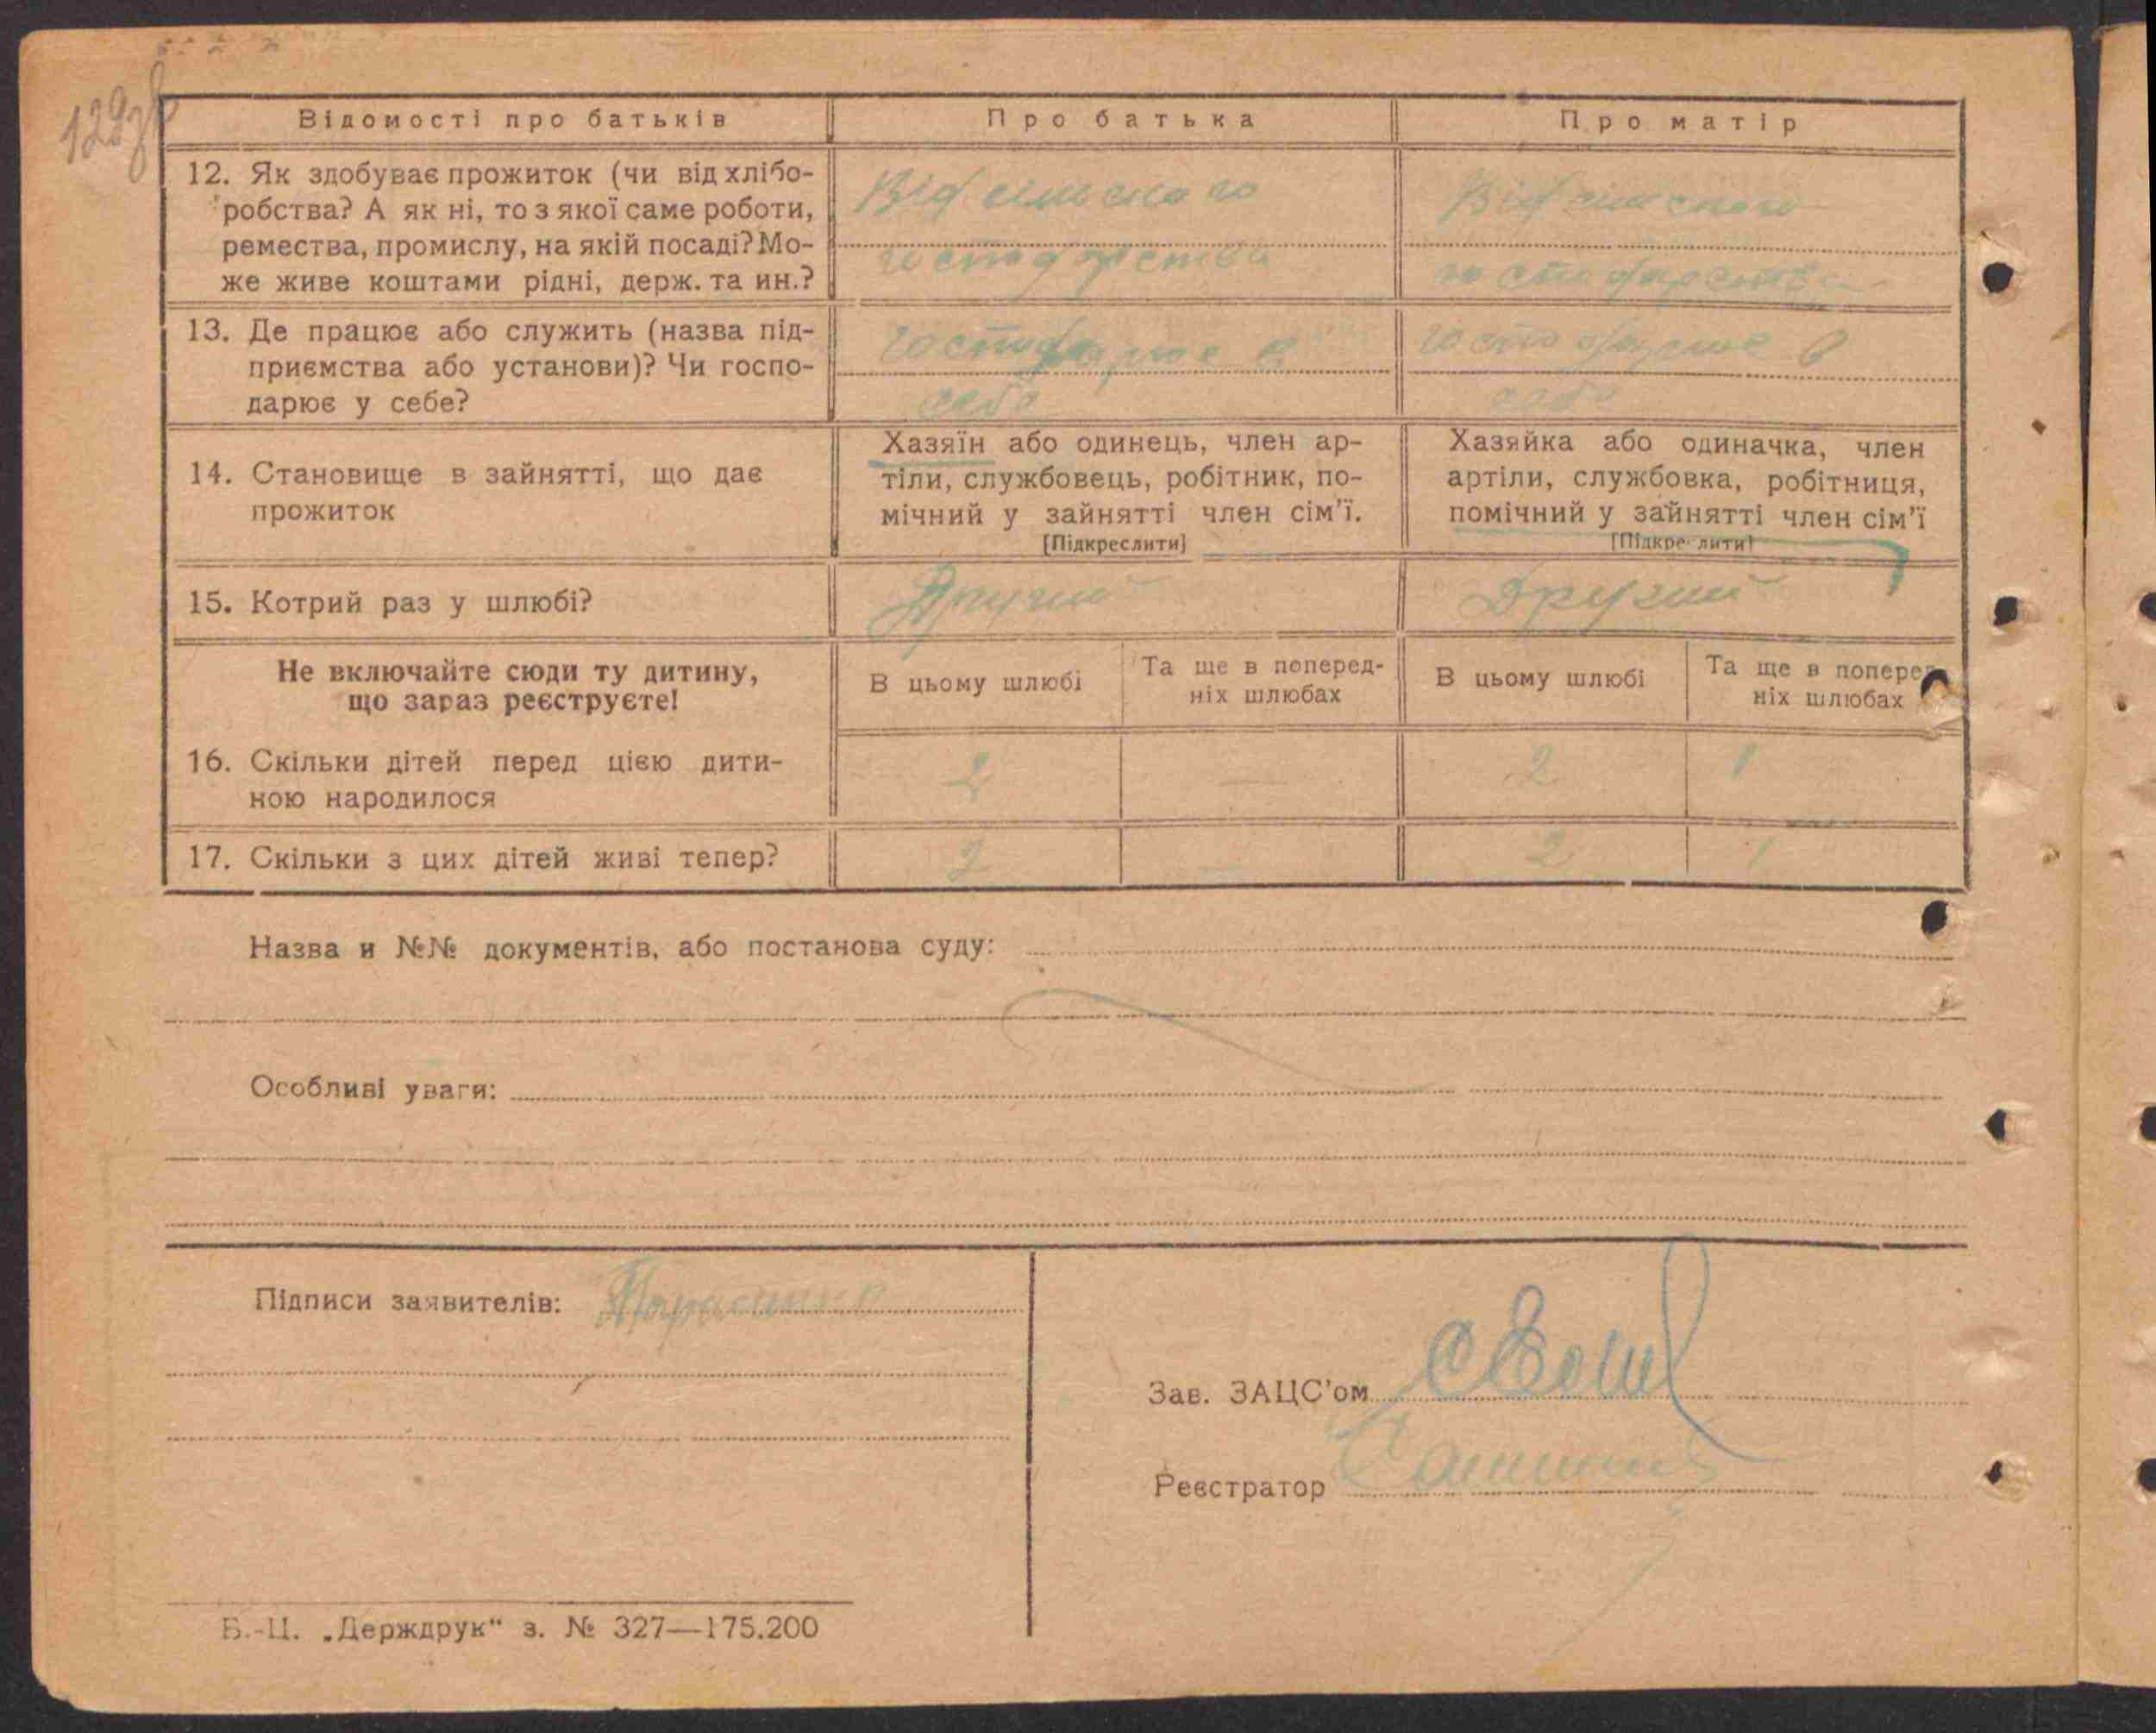 129зв
Відомості про батьків
Про батька
Про матір
12. Як здобуває прожиток (чи від хлібо-
робства? А як ні, то з якої саме роботи,
ремества, промислу, на якій посаді? Мо-
же живе коштами рідні, держ. та ин.?
Від сільського
господарства
Від сільського
господарства
13. Де працює або служить (назва під-
приємства або установи)? Чи госпо-
дарює у себе?
себе
себе
14. Становище в зайнятті, що дає
прожиток
Хазяїн або одинець, член ар-
тіли, службовець, робітник, по-
мічний у зайнятті член сім'ї.
[Підкреслити]
Хазяйка або одиначка, член
артіли, службовка, робітниця,
помічний у зайнятті член сім'ї
[Підкреслити]
15. Котрий раз у шлюбі?
Другий
Другий
Не включайте сюди ту дитину,
що зараз реєструєте!
В цьому шлюбі
Та ще в поперед-
ніх шлюбах
В цьому шлюбі
Та ще в поперед-
ніх шлюбах
16. Скільки дітей перед цією дити-
ною народилося
2 — 2 1
17. Скільки з цих дітей живі тепер?
2 — 2 1
Назва и №№ документів, або постанова суду:
Особливі уваги:
Підписи заявителів:
Зав. ЗАЦС'ом
Реєстратор
Б.-Ц. „Держдрук“ з. № 327—175.200